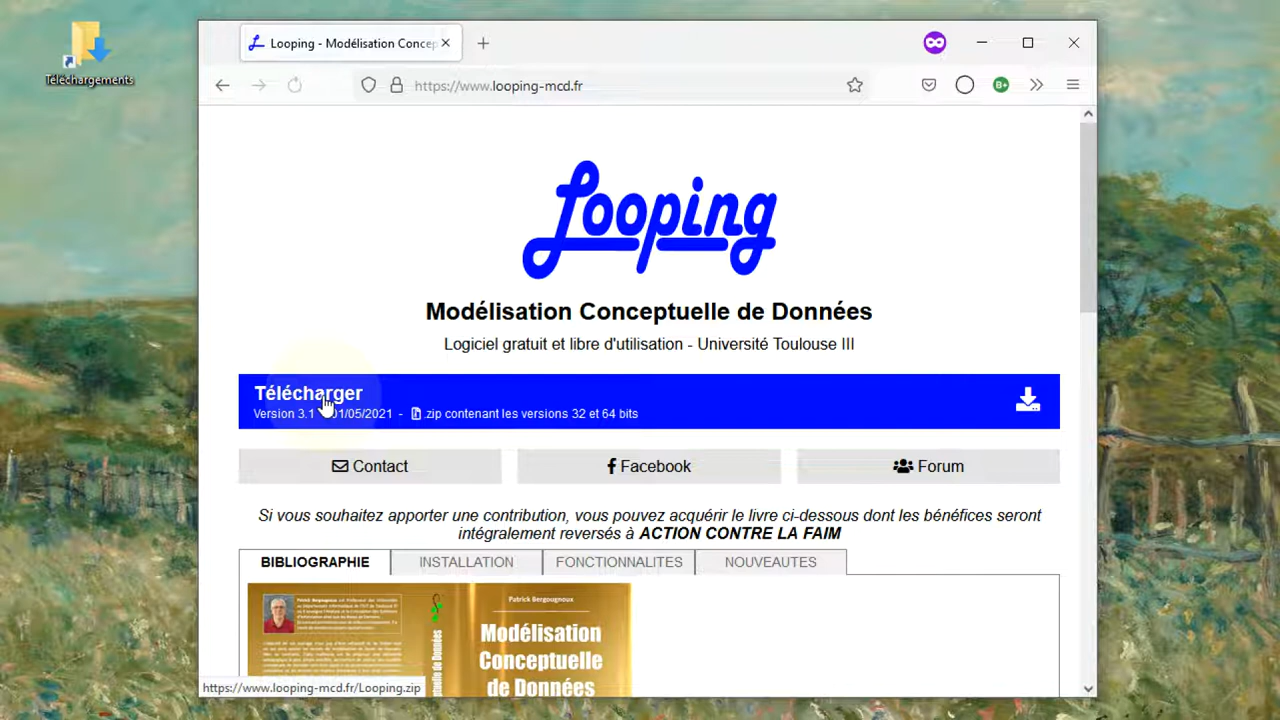 Téléchargements
Looping - Modélisation Concep
https://www.looping-mcd.fr
B+
Looping
Modélisation Conceptuelle de Données
Logiciel gratuit et libre d'utilisation - Université Toulouse III
Télécharger
Version 3.1 01/05/2021 - .zip contenant les versions 32 et 64 bits
Contact
Facebook
Forum
Si vous souhaitez apporter une contribution, vous pouvez acquérir le livre ci-dessous dont les bénéfices seront
intégralement reversés à ACTION CONTRE LA FAIM
BIBLIOGRAPHIE
INSTALLATION
FONCTIONNALITES
NOUVEAUTES
Patrick Bergougnoux
Modélisation
Conceptuelle
de Données
https://www.looping-mcd.fr/Looping.zip